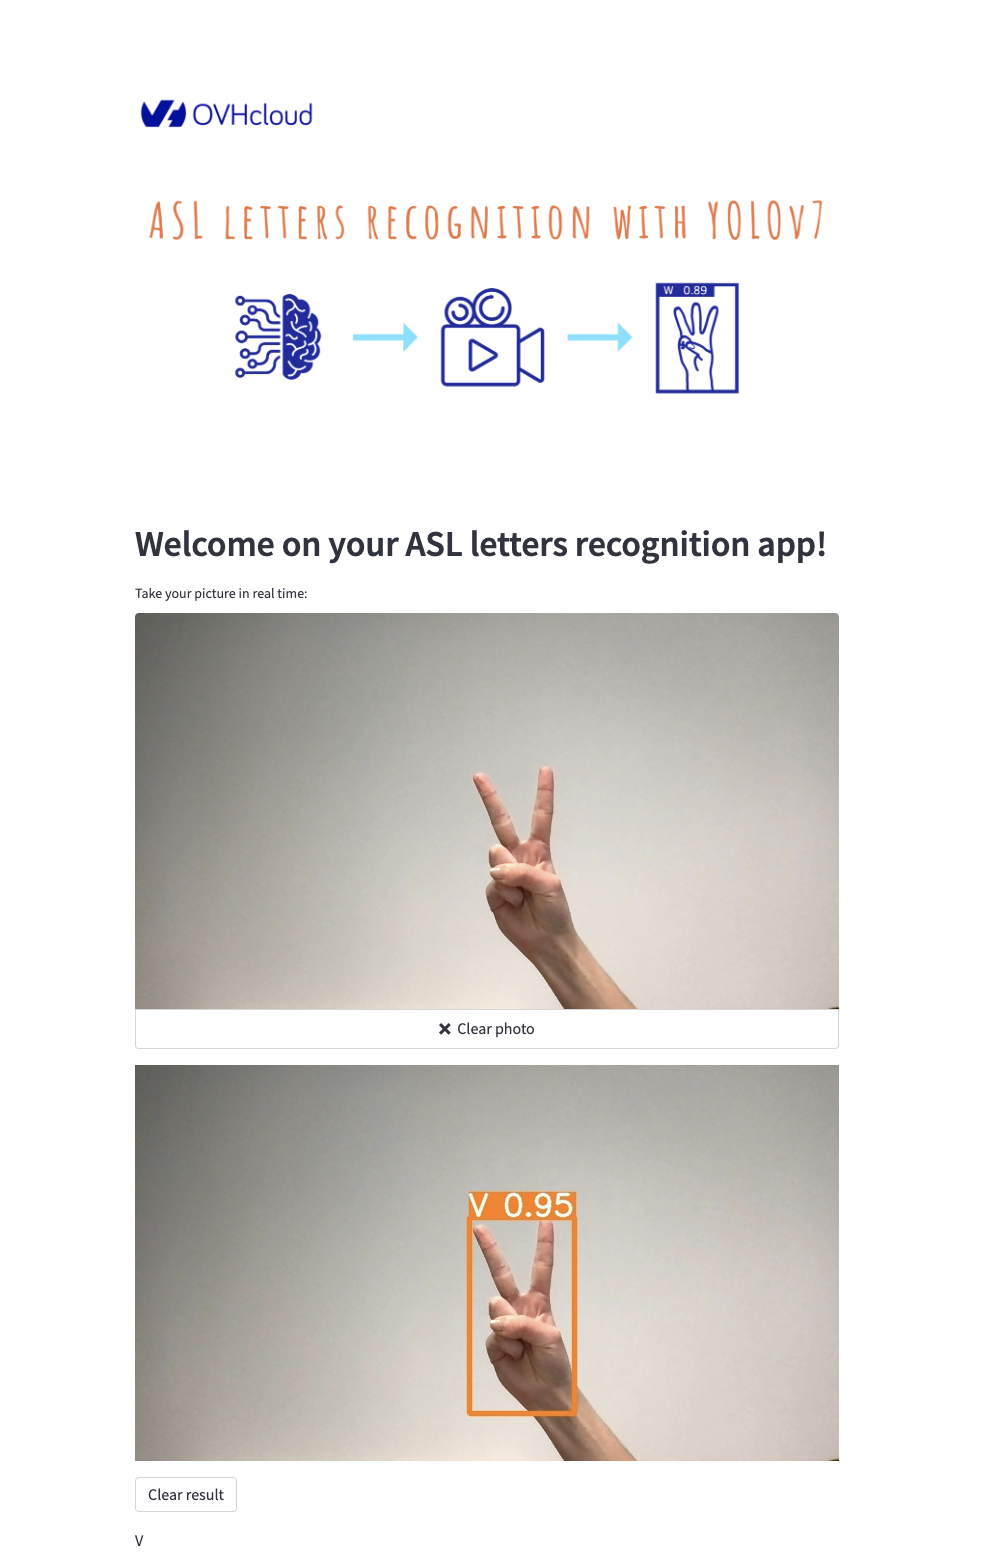 OVHcloud
ASL LETTERS RECOGNITION WITH YOLOv7
W 0.89
Welcome on your ASL letters recognition app!
Take your picture in real time:
Clear photo
V 0.95
Clear result
V